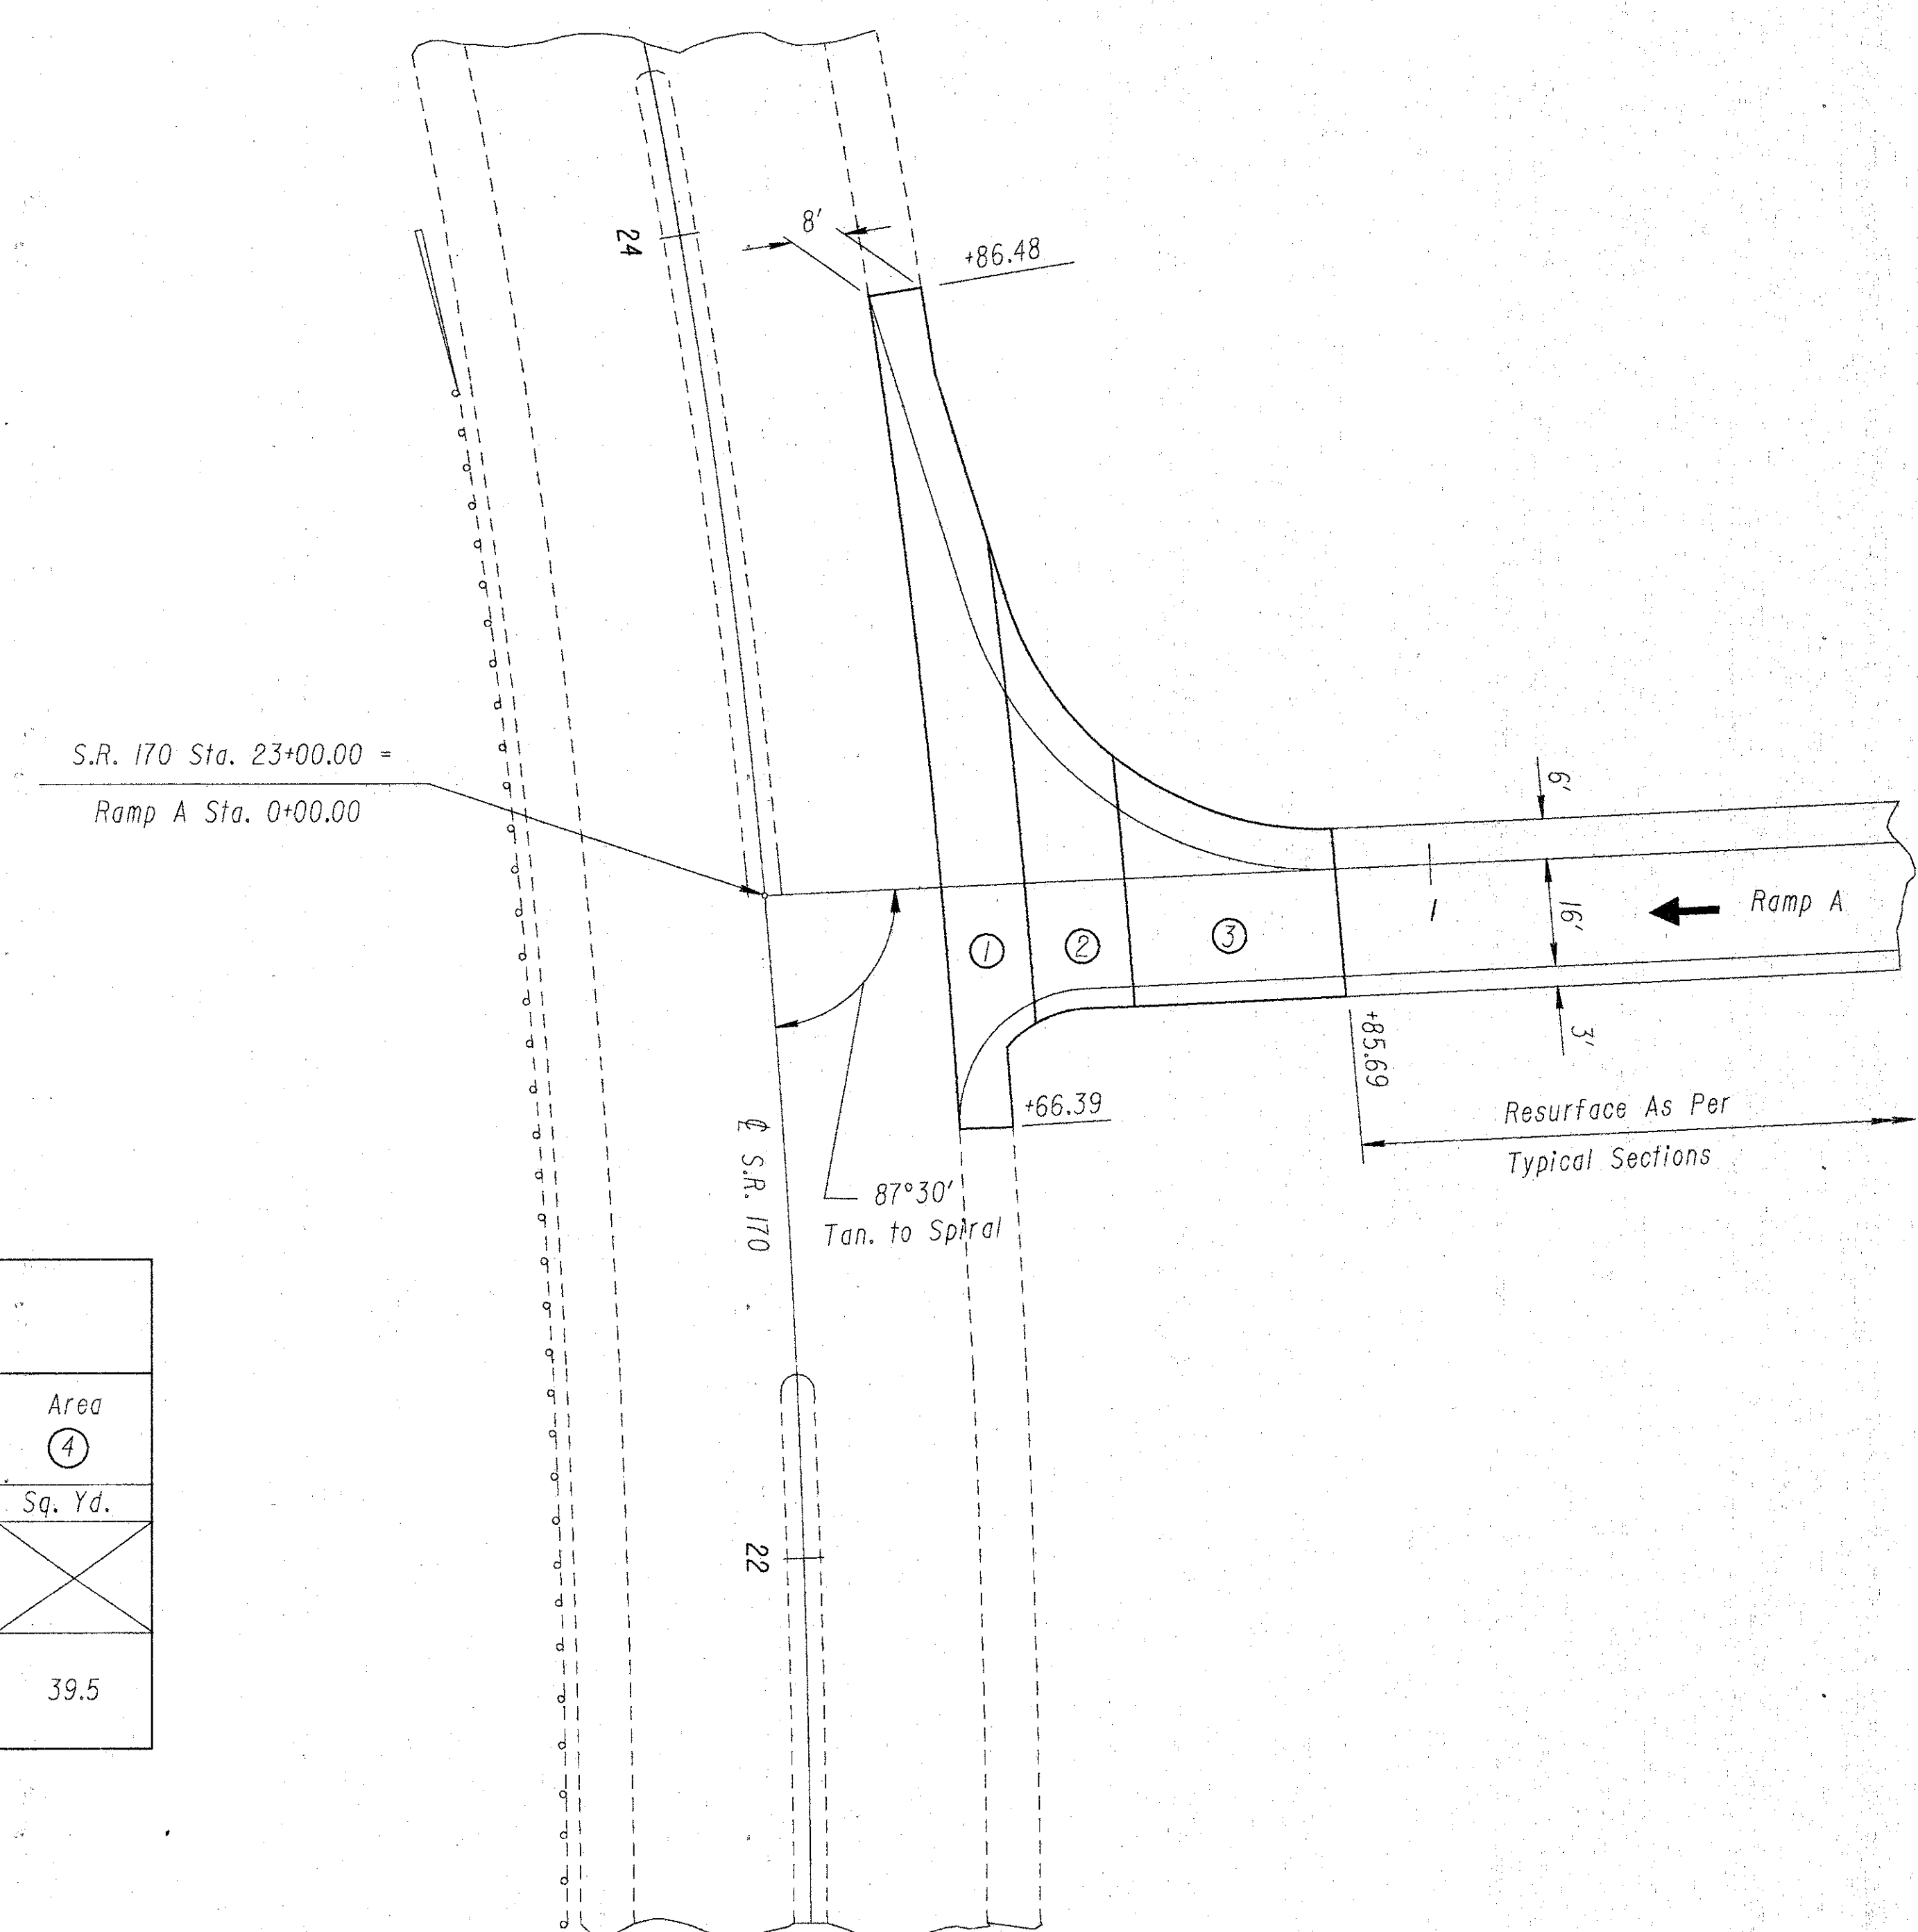 24
8'
+86.48
S.R. 170 Sta. 23+00.00 =
Ramp A Sta. 0+00.00
6'
16'
3'
1
Ramp A
1
2
3
+85.69
+66.39
Resurface As Per
Typical Sections
℄ S.R. 170
87°30'
Tan. to Spiral
22
Area
4
Sq. Yd.
39.5